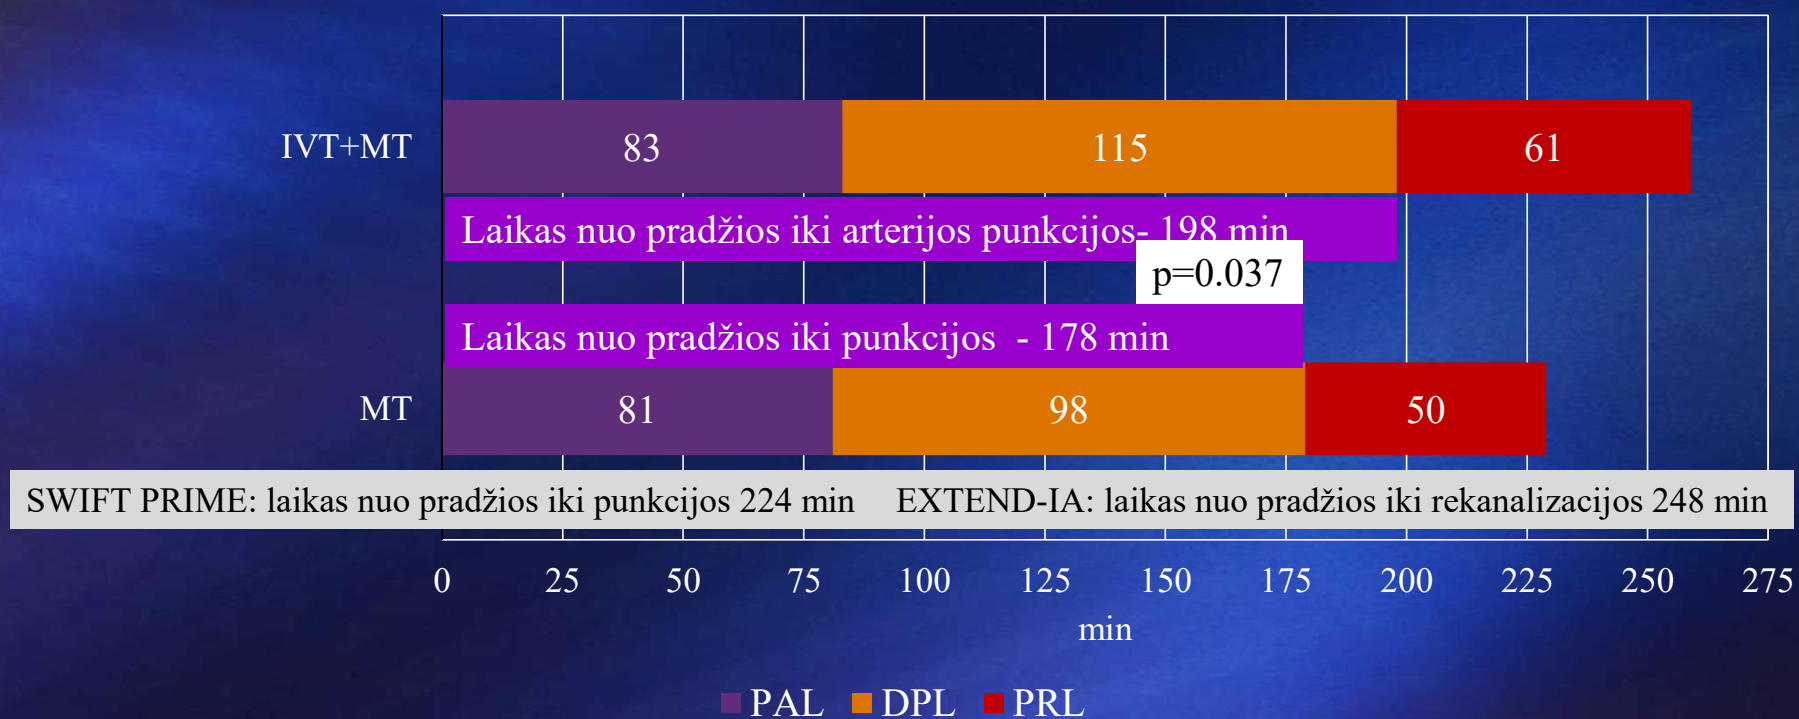 IVT+MT
83 115 61
Laikas nuo pradžios iki arterijos punkcijos- 198 min
p=0.037
Laikas nuo pradžios iki punkcijos - 178 min
MT
81 98 50
SWIFT PRIME: laikas nuo pradžios iki punkcijos 224 min EXTEND-IA: laikas nuo pradžios iki rekanalizacijos 248 min
0 25 50 75 100 125 150 175 200 225 250 275
min
PAL DPL PRL